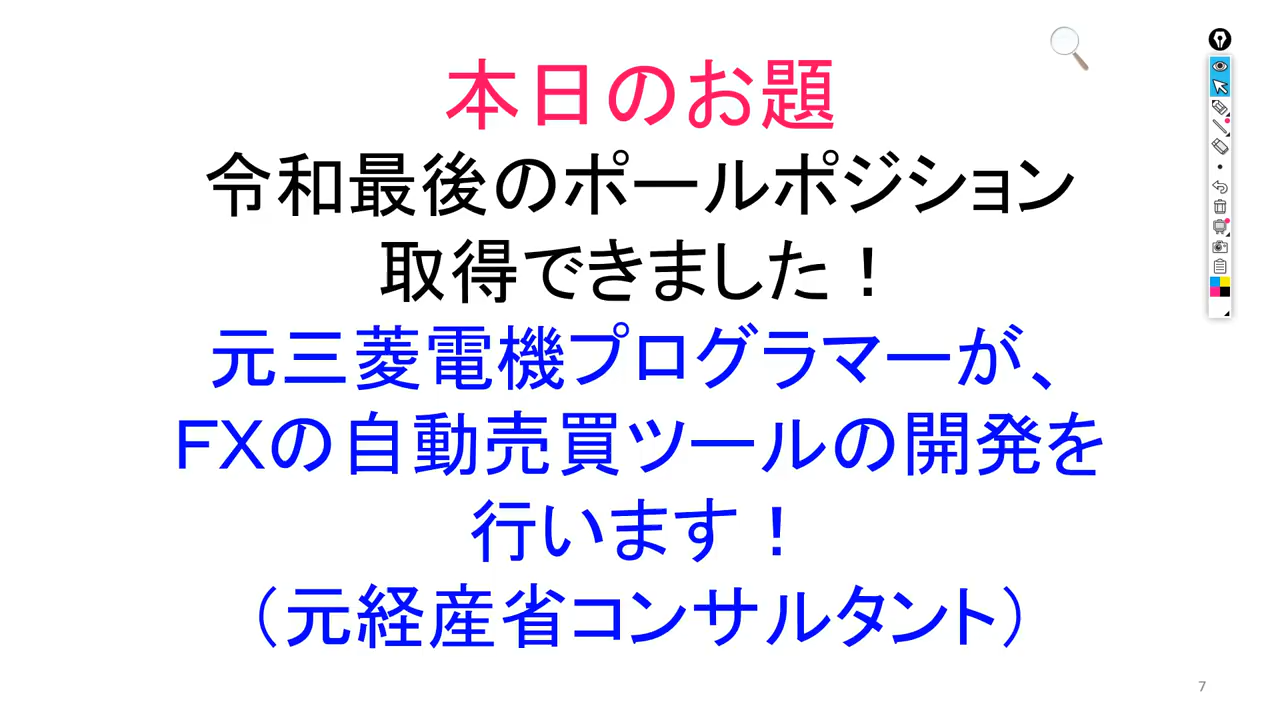 本日のお題
令和最後のポールポジション
取得できました！
元三菱電機プログラマーが、
FXの自動売買ツールの開発を
行います！
（元経産省コンサルタント）
7